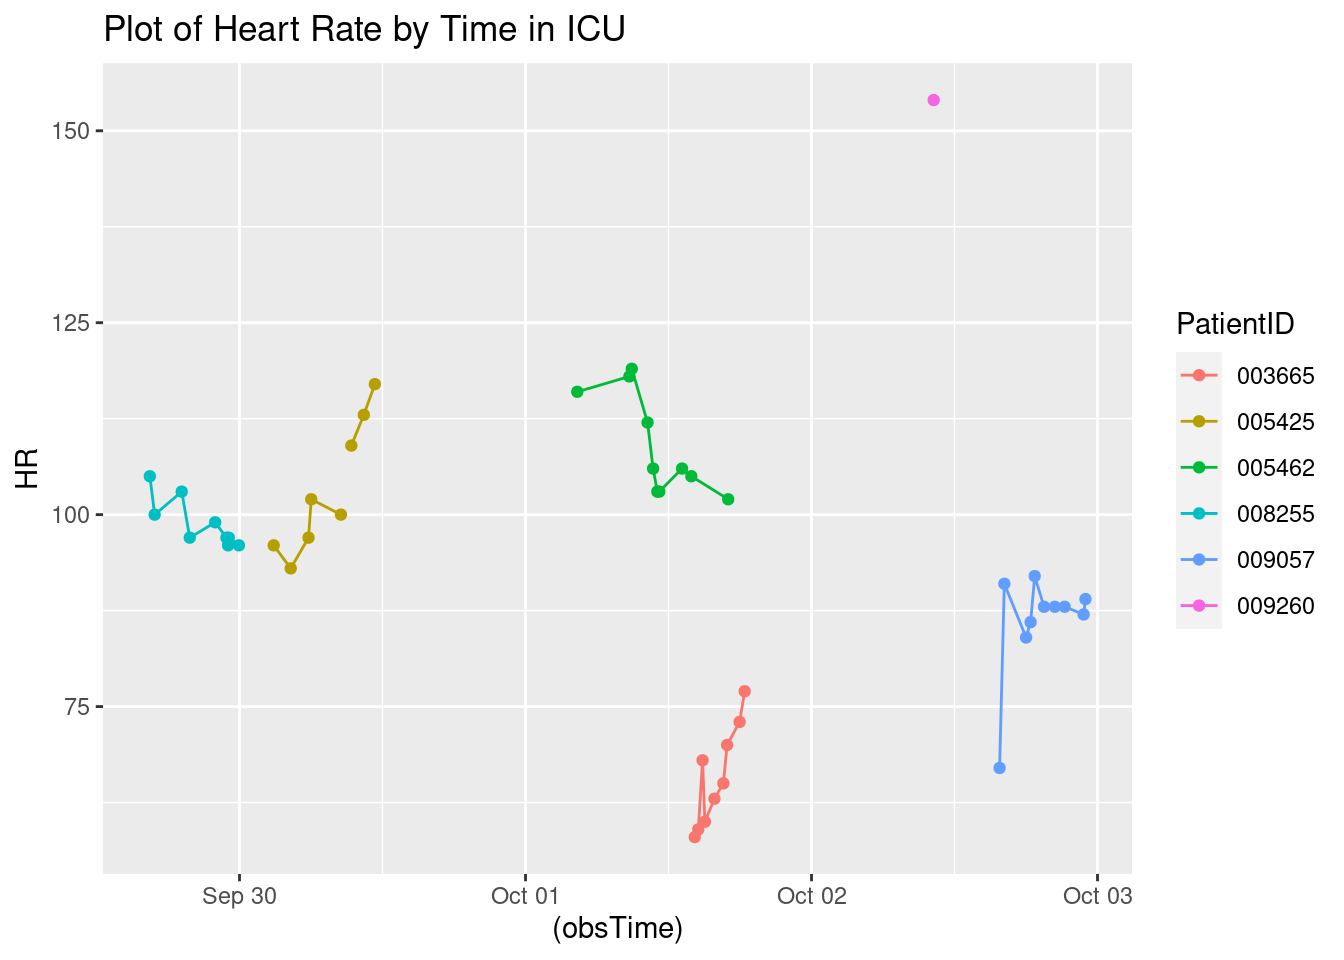 Plot of Heart Rate by Time in ICU
150
125
100
75
HR
Sep 30
Oct 01
Oct 02
Oct 03
(obsTime)
PatientID
003665
005425
005462
008255
009057
009260